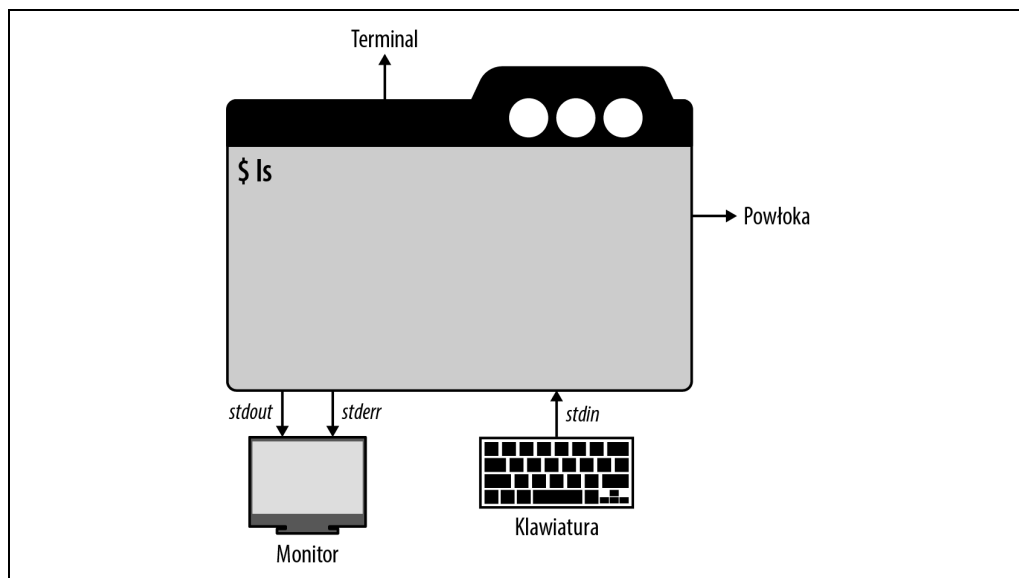 Terminal
$ ls
Powłoka
stdout
stderr
stdin
Monitor
Klawiatura